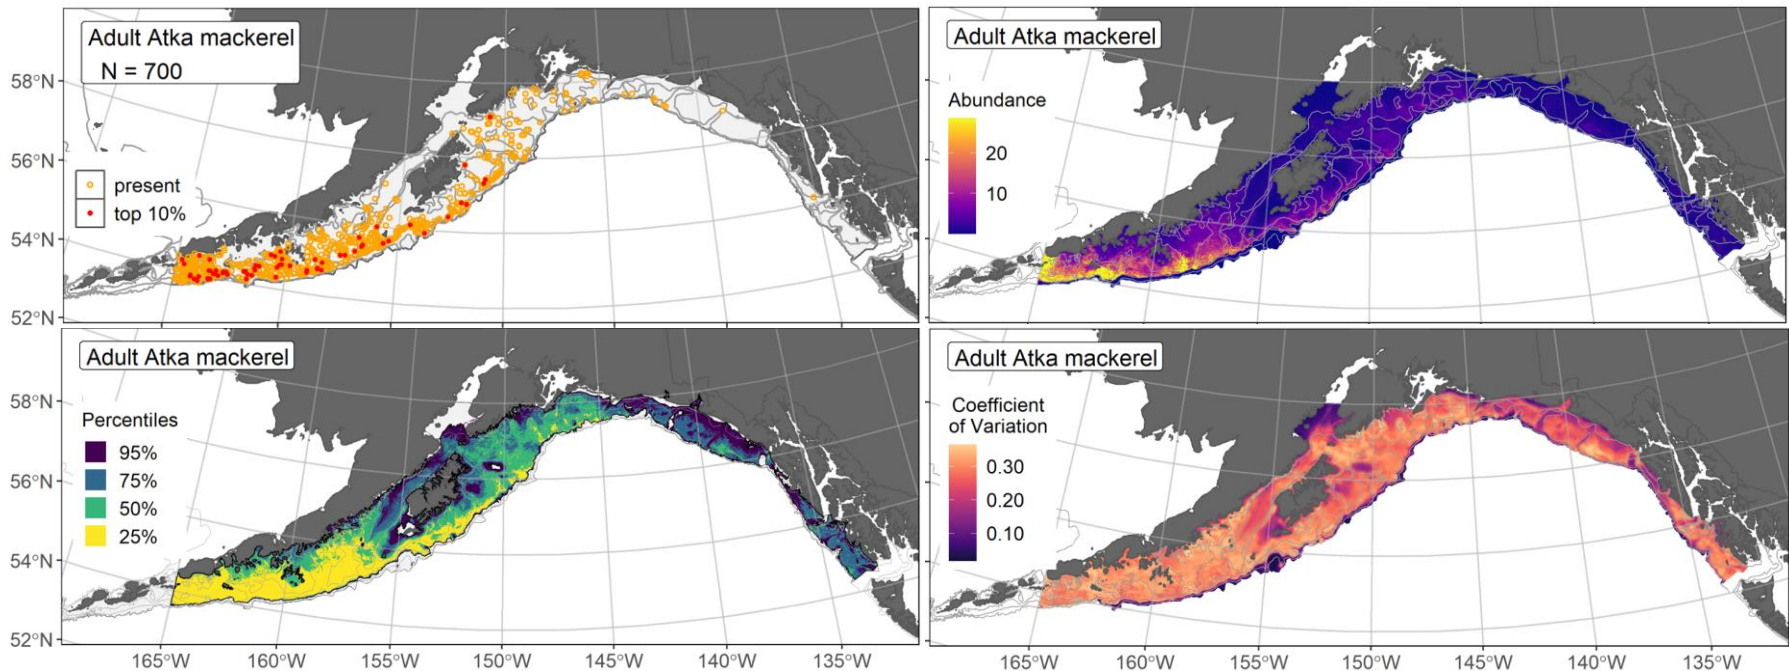 Adult Atka mackerel
N = 700
58°N
56°N
54°N
52°N
present
top 10%
Adult Atka mackerel
Abundance
20
10
Adult Atka mackerel
Percentiles
95%
75%
50%
25%
58°N
56°N
54°N
52°N
165°W
160°W
155°W
150°W
145°W
140°W
135°W
Adult Atka mackerel
Coefficient
of Variation
0.30
0.20
0.10
165°W
160°W
155°W
150°W
145°W
140°W
135°W